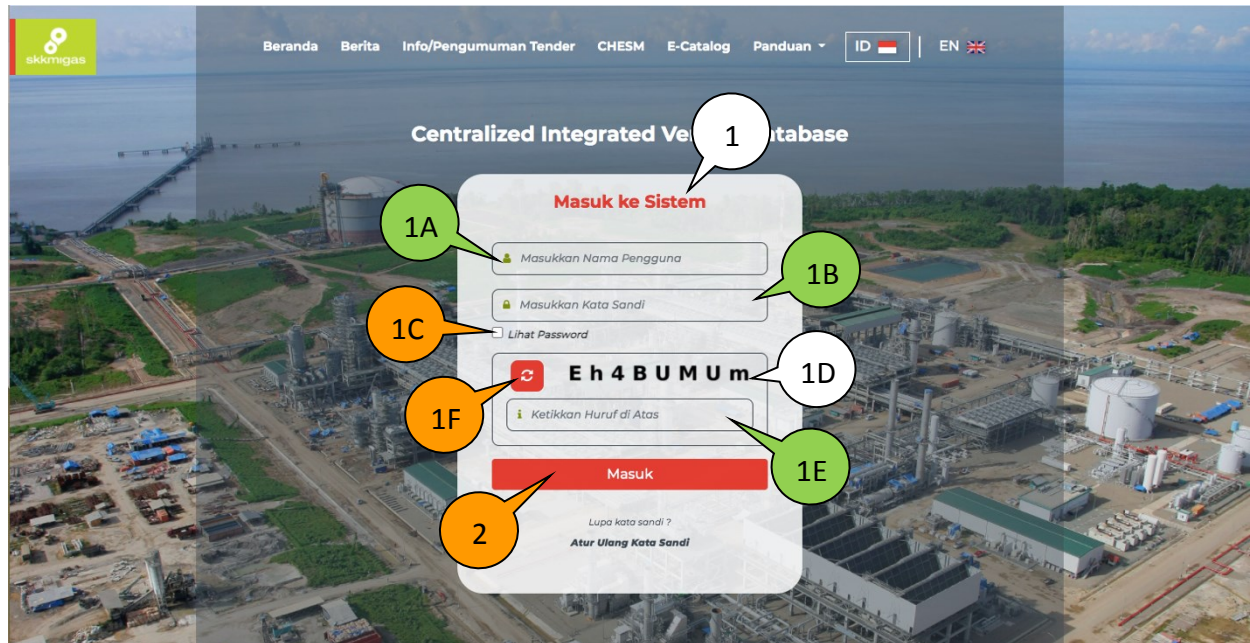 skkmigas
Beranda Berita Info/Pengumuman Tender CHESM E-Catalog Panduan ID | EN
Centralized Integrated
1
Masuk ke Sistem
1A
Masukkan Nama Pengguna
1B
Masukkan Kata Sandi
1C
Lihat Password
Eh4BUMUm
1D
1F
Ketikkan Huruf di Atas
1E
Masuk
2
Lupa kata sandi ?
Atur Ulang Kata Sandi